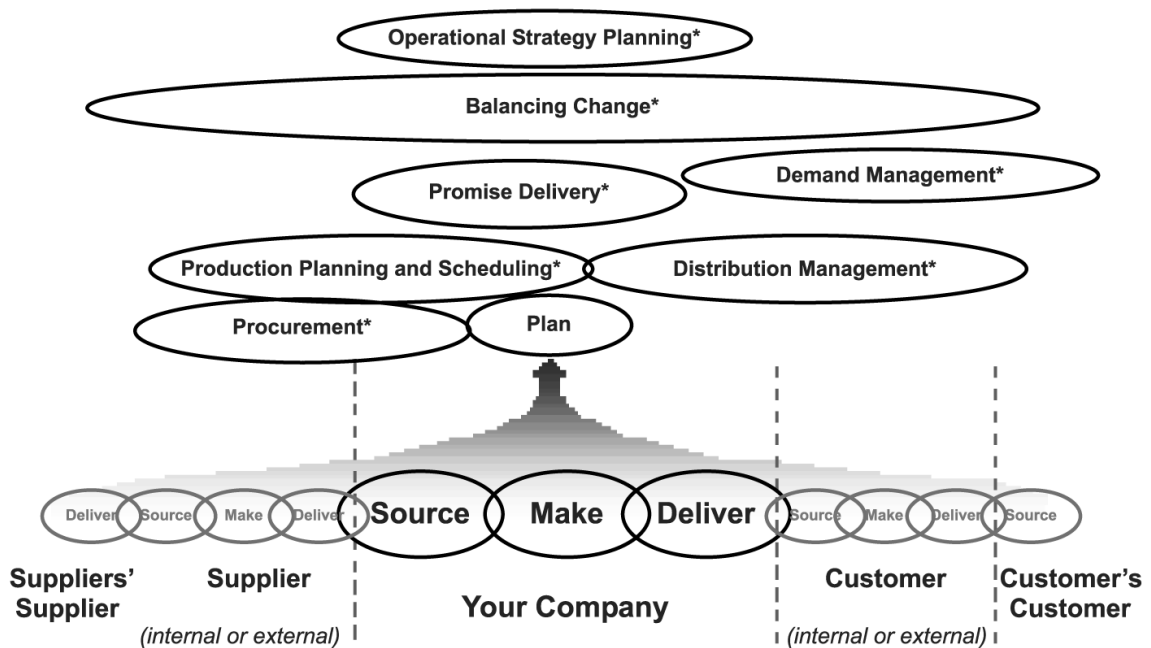 Operational Strategy Planning*
Balancing Change*
Demand Management*
Promise Delivery*
Production Planning and Scheduling*
Distribution Management*
Procurement*
Plan
Deliver
Source
Make
Deliver
Source
Make
Deliver
Source
Make
Deliver
Source
Suppliers'
Supplier
Supplier
(internal or external)
Your Company
Customer
(internal or external)
Customer's
Customer